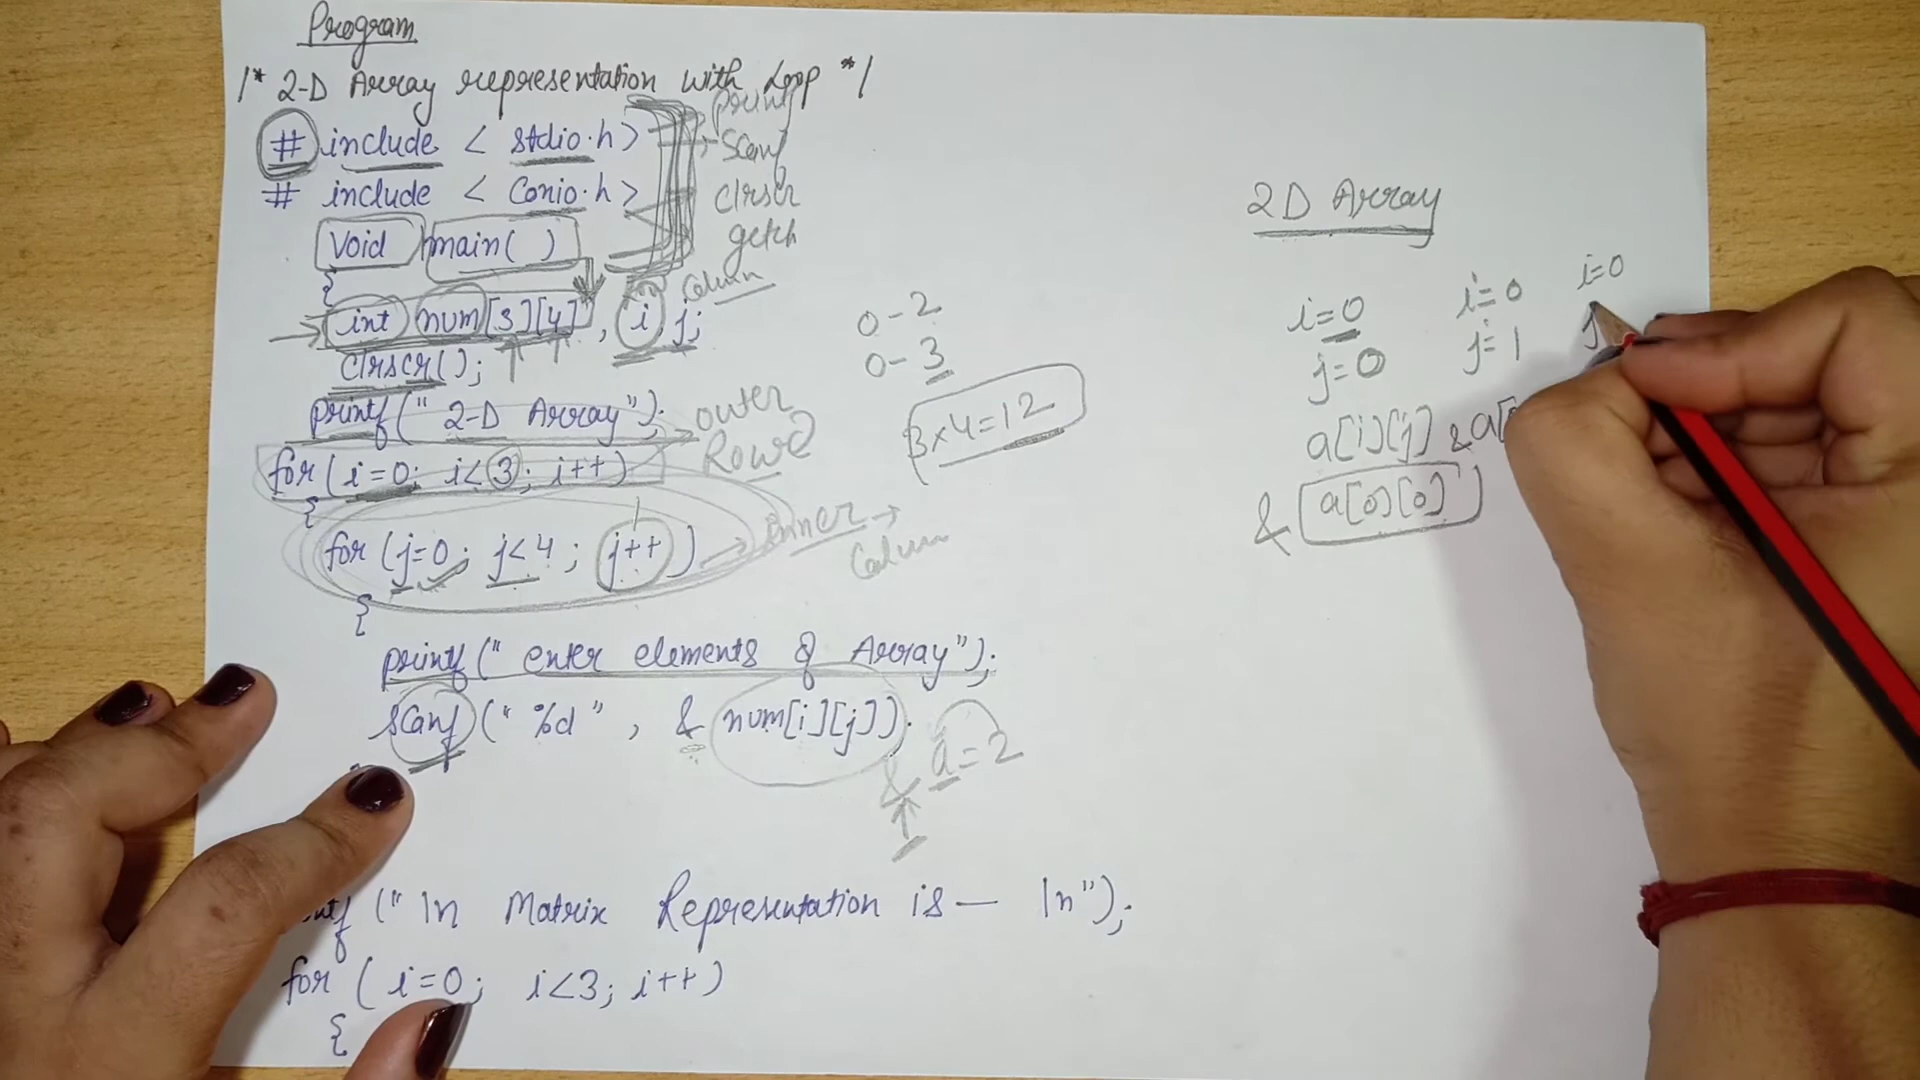 Program
/* 2-D Array representation with Loop */
# include < stdio.h >
# include < Conio.h >
void main( )
{
int num[3][4], i, j;
clrscr();
printf(" 2-D Array");
for ( i=0; i<3; i++)
{
for (j=0; j<4; j++)
{
printf(" enter elements of Array");
scanf (" %d ", & num[i][j]);
("\n Matrix Representation is — \n");
for ( i=0; i<3; i++)
{
printf
scanf
clrscr
getch
Column
0-2
0-3
3×4=12
outer
Inner →
& a=2
2D Array
i=0
j=0
a[i][j]
& a[0][0]
i=0
j=1
& a[
i=0
j